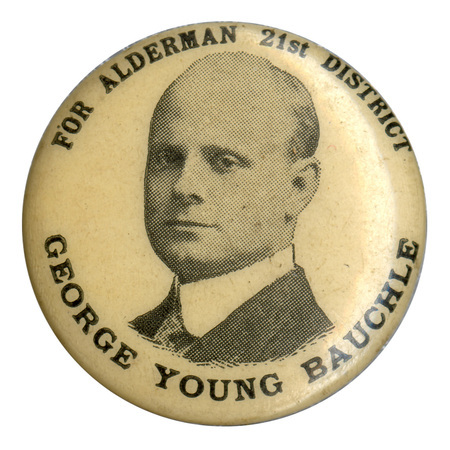 FOR ALDERMAN 21st DISTRICT
GEORGE YOUNG BAUCHLE